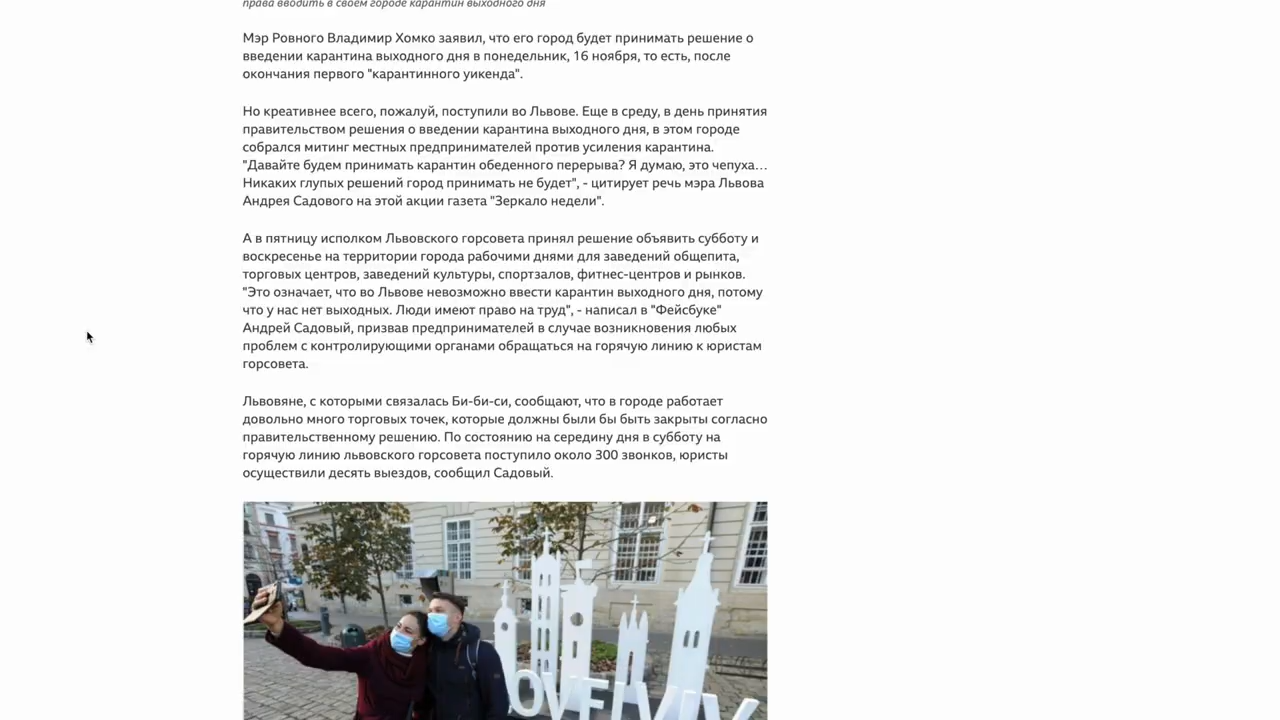 права вводить в своем городе карантин выходного дня
Мэр Ровного Владимир Хомко заявил, что его город будет принимать решение о
введении карантина выходного дня в понедельник, 16 ноября, то есть, после
окончания первого "карантинного уикенда".
Но креативнее всего, пожалуй, поступили во Львове. Еще в среду, в день принятия
правительством решения о введении карантина выходного дня, в этом городе
собрался митинг местных предпринимателей против усиления карантина.
"Давайте будем принимать карантин обеденного перерыва? Я думаю, это чепуха...
Никаких глупых решений город принимать не будет", - цитирует речь мэра Львова
Андрея Садового на этой акции газета "Зеркало недели".
А в пятницу исполком Львовского горсовета принял решение объявить субботу и
воскресенье на территории города рабочими днями для заведений общепита,
торговых центров, заведений культуры, спортзалов, фитнес-центров и рынков.
"Это означает, что во Львове невозможно ввести карантин выходного дня, потому
что у нас нет выходных. Люди имеют право на труд", - написал в "Фейсбуке"
Андрей Садовый, призвав предпринимателей в случае возникновения любых
проблем с контролирующими органами обращаться на горячую линию к юристам
горсовета.
Львовяне, с которыми связалась Би-би-си, сообщают, что в городе работает
довольно много торговых точек, которые должны были бы быть закрыты согласно
правительственному решению. По состоянию на середину дня в субботу на
горячую линию львовского горсовета поступило около 300 звонков, юристы
осуществили десять выездов, сообщил Садовый.
LOVELVIV